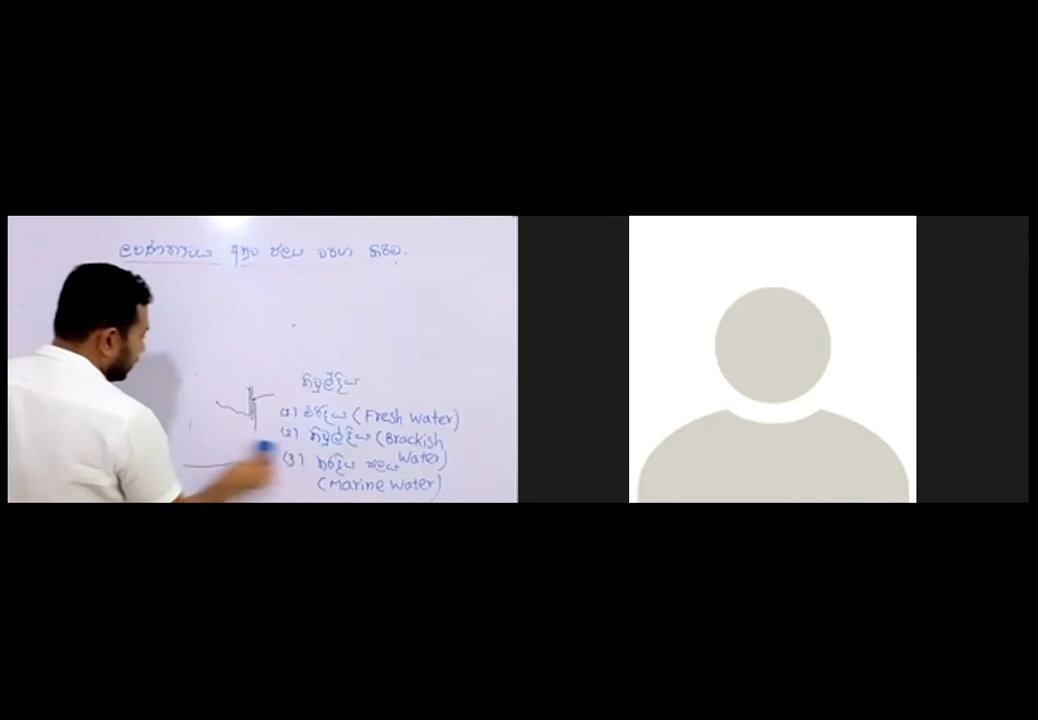 ලවණතාවය අනුව ජලය වර්ග කිරීම.
කිවුල්දිය
(1) මිරිදිය (Fresh water)
(2) කිවුල්දිය (Brackish
water)
(3) කරදිය ජලය
(Marine water)